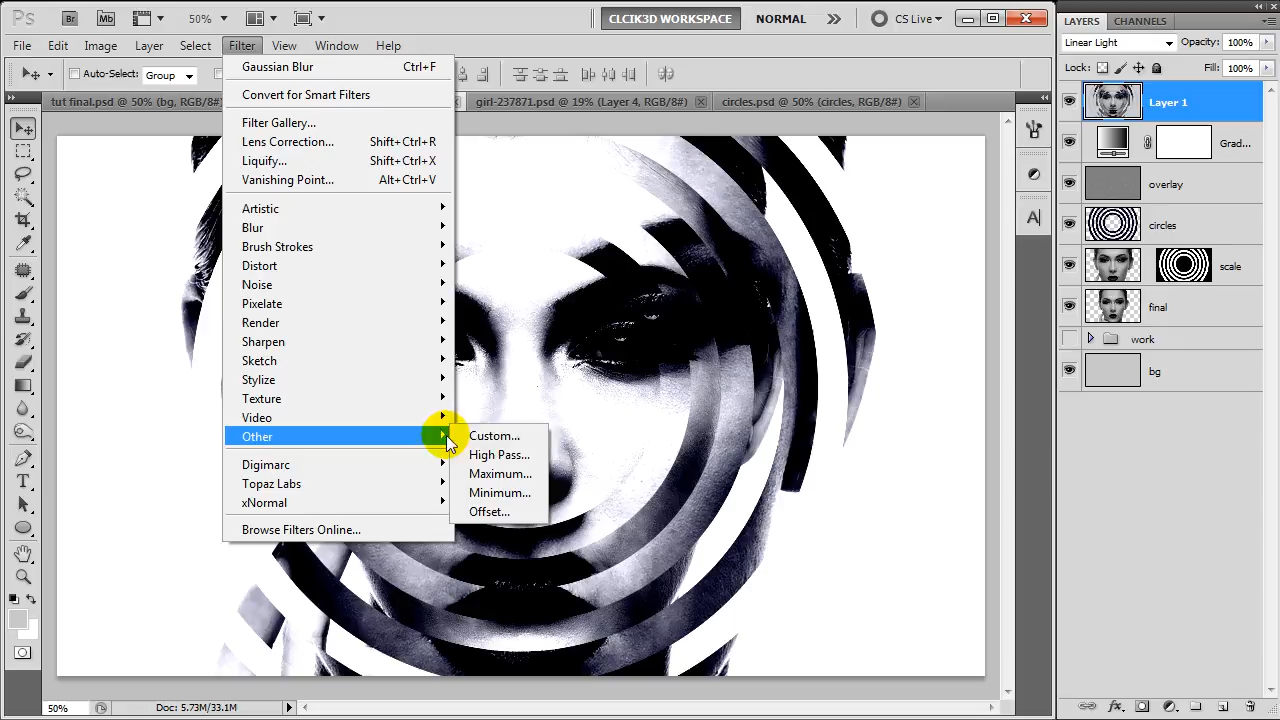 Ps Br Mb 50% CLCIK3D WORKSPACE NORMAL CS Live
File Edit Image Layer Select Filter View Window Help
Auto-Select: Group
tut final.psd @ 50% (bg, RGB/8#) girl-237871.psd @ 19% (Layer 4, RGB/8#) circles.psd @ 50% (circles, RGB/8#)
Gaussian Blur Ctrl+F
Convert for Smart Filters
Filter Gallery...
Lens Correction... Shift+Ctrl+R
Liquify... Shift+Ctrl+X
Vanishing Point... Alt+Ctrl+V
Artistic
Blur
Brush Strokes
Distort
Noise
Pixelate
Render
Sharpen
Sketch
Stylize
Texture
Video
Other
Digimarc
Topaz Labs
xNormal
Browse Filters Online...
Custom...
High Pass...
Maximum...
Minimum...
Offset...
A
LAYERS CHANNELS
Linear Light Opacity: 100%
Lock: Fill: 100%
Layer 1
Grad...
overlay
circles
scale
final
work
bg
fx
50% Doc: 5.73M/33.1M